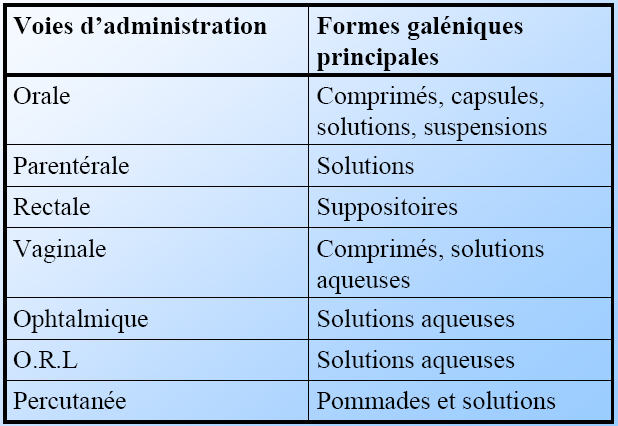 Voies d’administration
Formes galéniques
principales
Orale
Comprimés, capsules,
solutions, suspensions
Parentérale
Solutions
Rectale
Suppositoires
Vaginale
Comprimés, solutions
aqueuses
Ophtalmique
Solutions aqueuses
O.R.L
Solutions aqueuses
Percutanée
Pommades et solutions